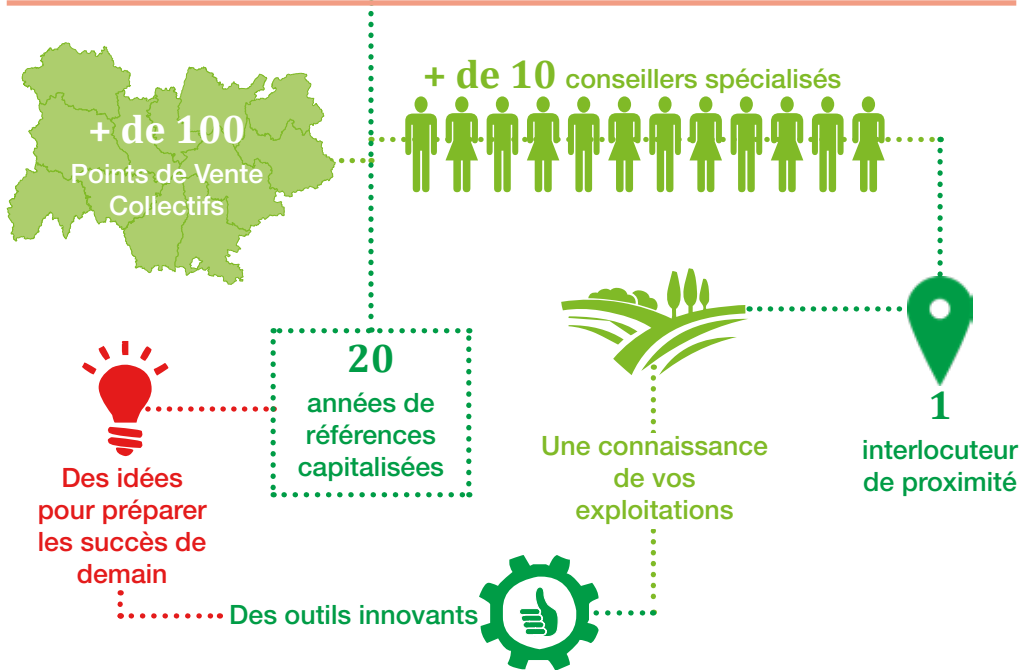 + de 100
Points de Vente
Collectifs
+ de 10 conseillers spécialisés
20
années de
références
capitalisées
1
interlocuteur
de proximité
Une connaissance
de vos
exploitations
Des idées
pour préparer
les succès de
demain
Des outils innovants